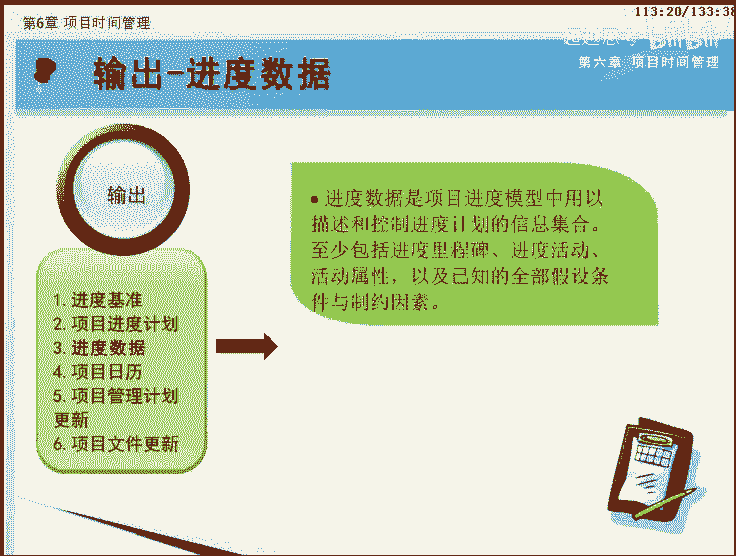 第6章 项目时间管理
113:20/133:38
第六章 项目时间管理
输出-进度数据
输出
1.进度基准
2.项目进度计划
3.进度数据
4.项目日历
5.项目管理计划
更新
6.项目文件更新
●进度数据是项目进度模型中用以
描述和控制进度计划的信息集合。
至少包括进度里程碑、进度活动、
活动属性，以及已知的全部假设条
件与制约因素。